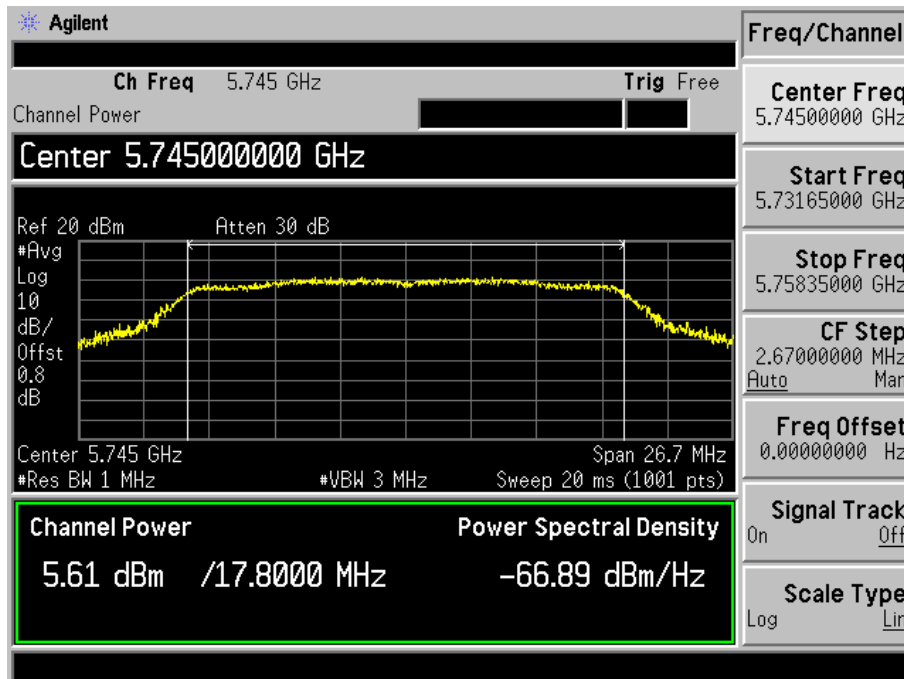 Agilent
Freq/Channel
Ch Freq 5.745 GHz Trig Free
Channel Power
Center 5.745000000 GHz
Ref 20 dBm Atten 30 dB
#Avg
Log
10
dB/
Offst
0.8
dB
Center 5.745 GHz Span 26.7 MHz
#Res BW 1 MHz #VBW 3 MHz Sweep 20 ms (1001 pts)
Channel Power Power Spectral Density
5.61 dBm /17.8000 MHz -66.89 dBm/Hz
Center Freq
5.74500000 GHz
Start Freq
5.73165000 GHz
Stop Freq
5.75835000 GHz
CF Step
2.67000000 MHz
Auto Man
Freq Offset
0.00000000 Hz
Signal Track
On Off
Scale Type
Log Lin